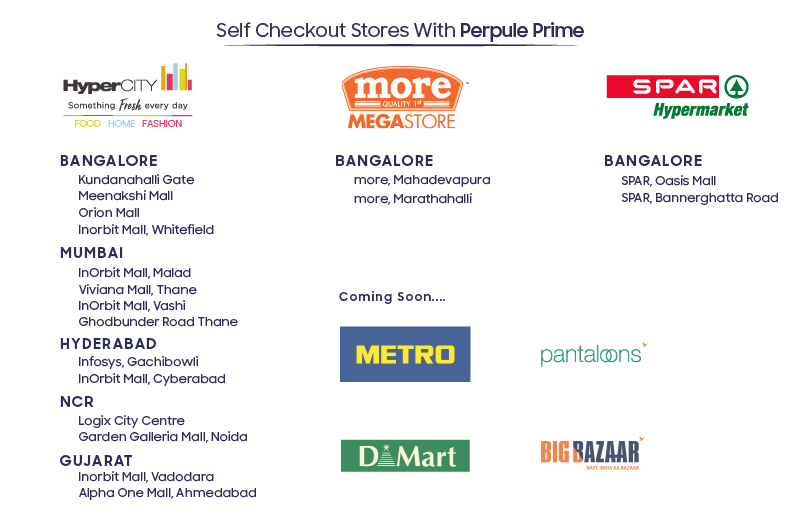 Self Checkout Stores With Perpule Prime
HyperCITY
Something Fresh every day
FOOD HOME FASHION
BANGALORE
Kundanahalli Gate
Meenakshi Mall
Orion Mall
Inorbit Mall, Whitefield
MUMBAI
InOrbit Mall, Malad
Viviana Mall, Thane
InOrbit Mall, Vashi
Ghodbunder Road Thane
HYDERABAD
Infosys, Gachibowli
InOrbit Mall, Cyberabad
NCR
Logix City Centre
Garden Galleria Mall, Noida
GUJARAT
Inorbit Mall, Vadodara
Alpha One Mall, Ahmedabad
more
QUALITY 1st
MEGASTORE
BANGALORE
more, Mahadevapura
more, Marathahalli
SPAR
Hypermarket
BANGALORE
SPAR, Oasis Mall
SPAR, Bannerghatta Road
Coming Soon....
METRO
pantaloons
D Mart
BIG BAZAAR
NAYE INDIA KA BAZAAR